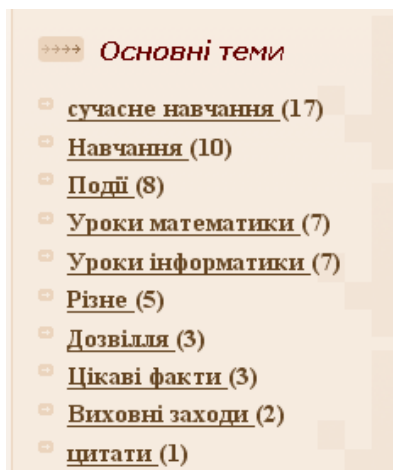 Основні теми
сучасне навчання (17)
Навчання (10)
Події (8)
Уроки математики (7)
Уроки інформатики (7)
Різне (5)
Дозвілля (3)
Цікаві факти (3)
Виховні заходи (2)
цитати (1)